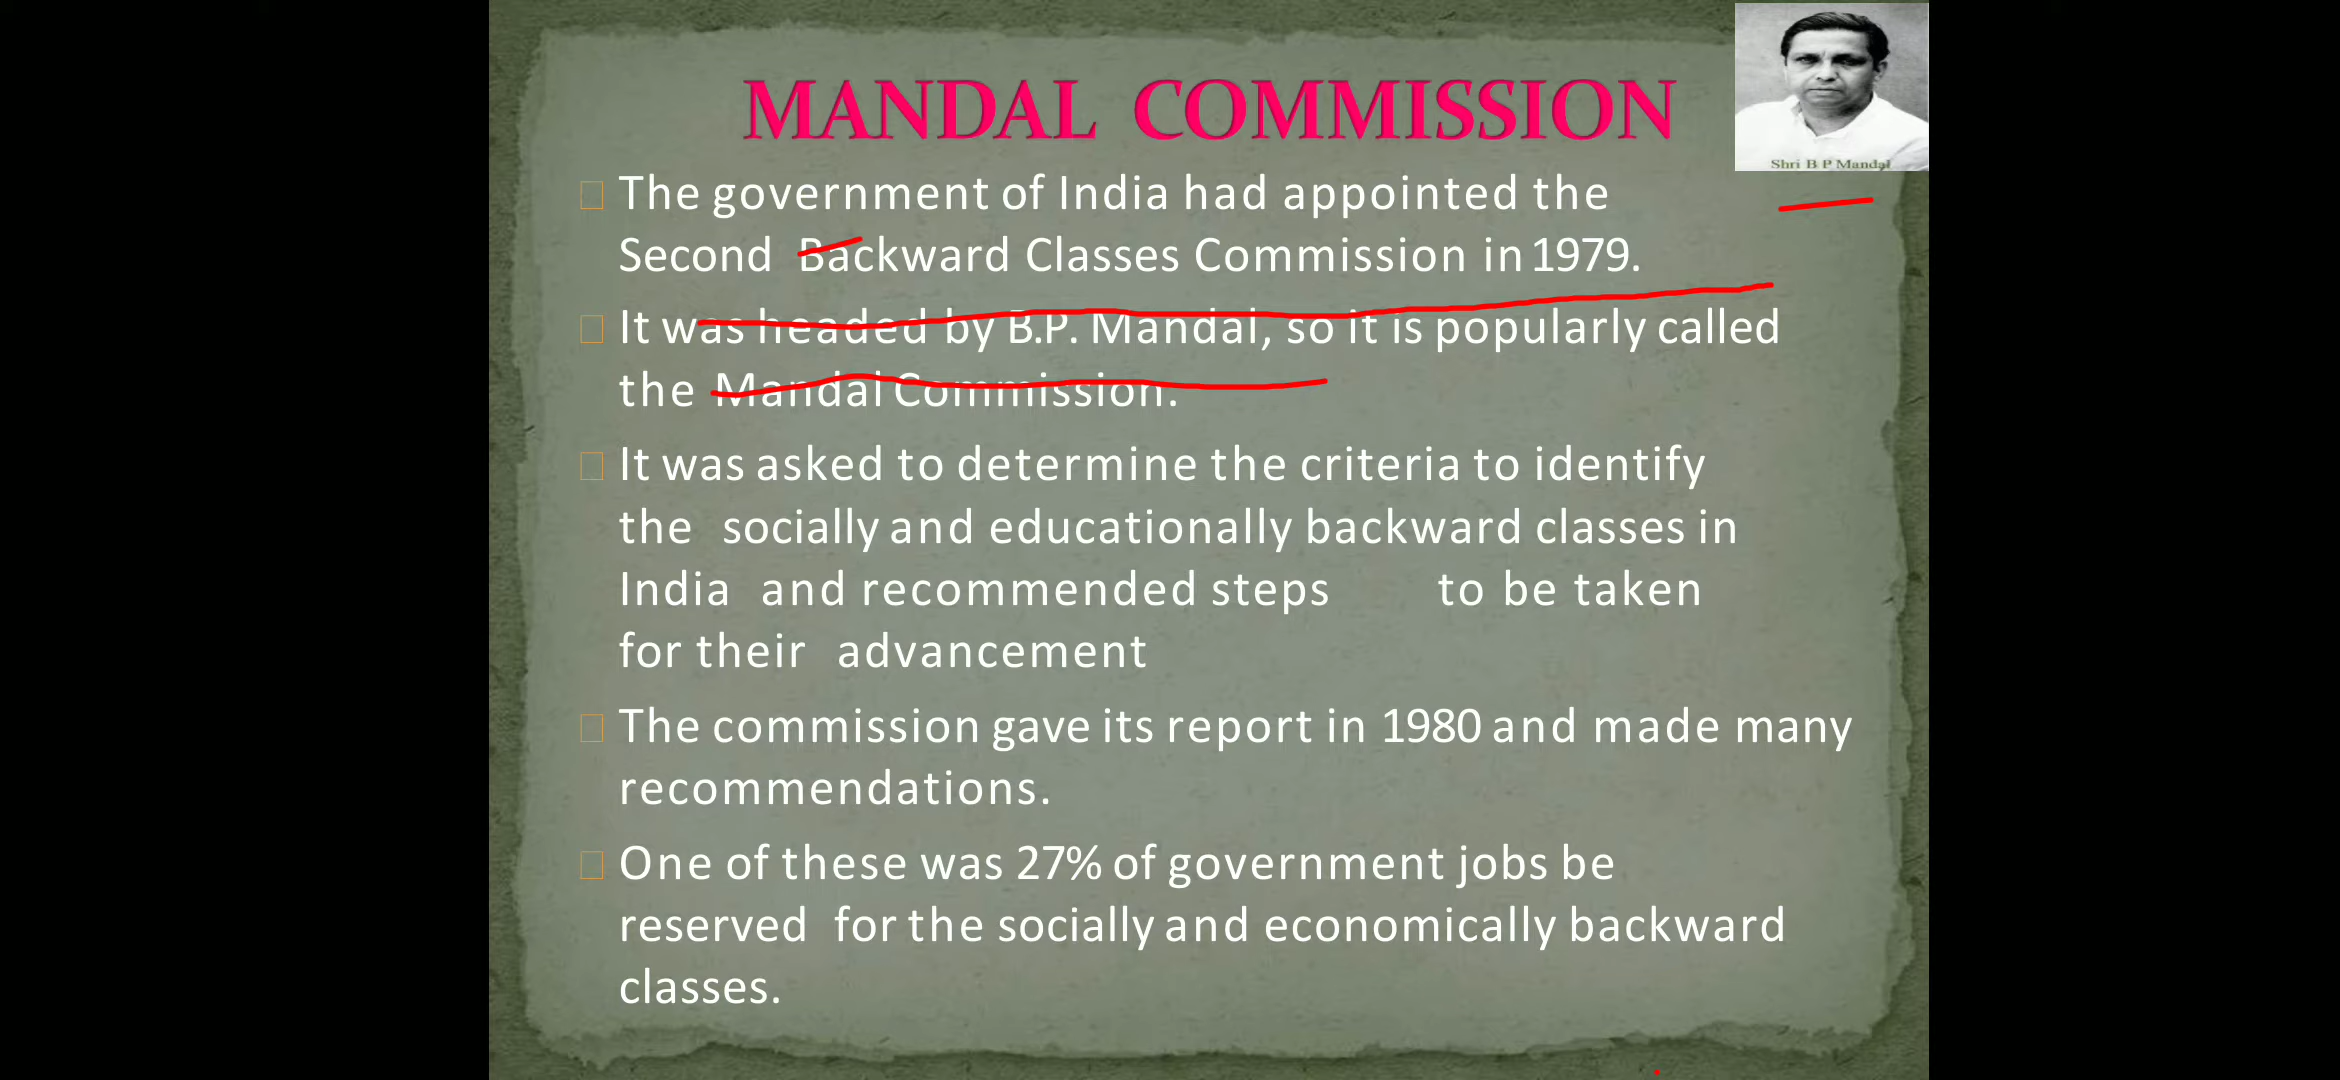 MANDAL COMMISSION
Shri B P Mandal
The government of India had appointed the
Second Backward Classes Commission in 1979.
It was headed by B.P. Mandal, so it is popularly called
the Mandal Commission.
It was asked to determine the criteria to identify
the socially and educationally backward classes in
India and recommended steps to be taken
for their advancement
The commission gave its report in 1980 and made many
recommendations.
One of these was 27% of government jobs be
reserved for the socially and economically backward
classes.